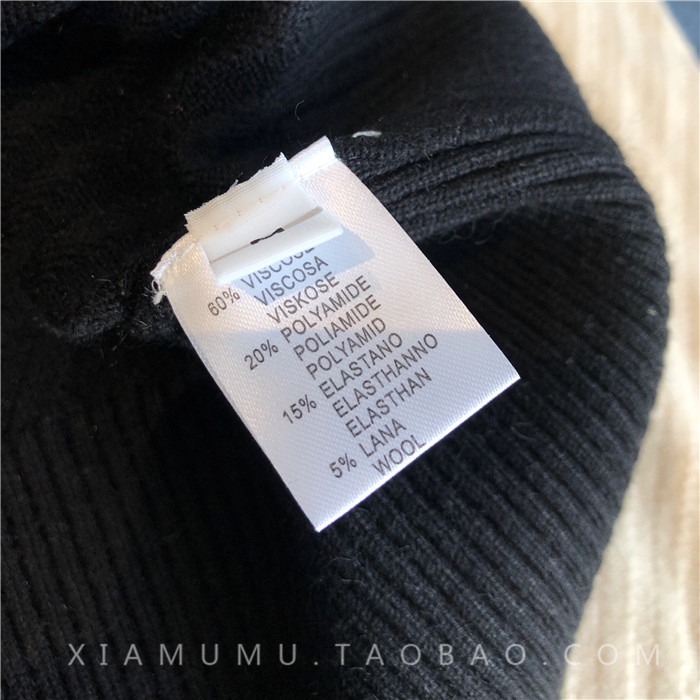 60% VISCOSE
VISCOSA
VISKOSE
20% POLYAMIDE
POLIAMIDE
POLYAMID
15% ELASTANO
ELASTHANNO
ELASTHAN
5% LANA
WOOL
XIAMUMU.TAOBAO.COM